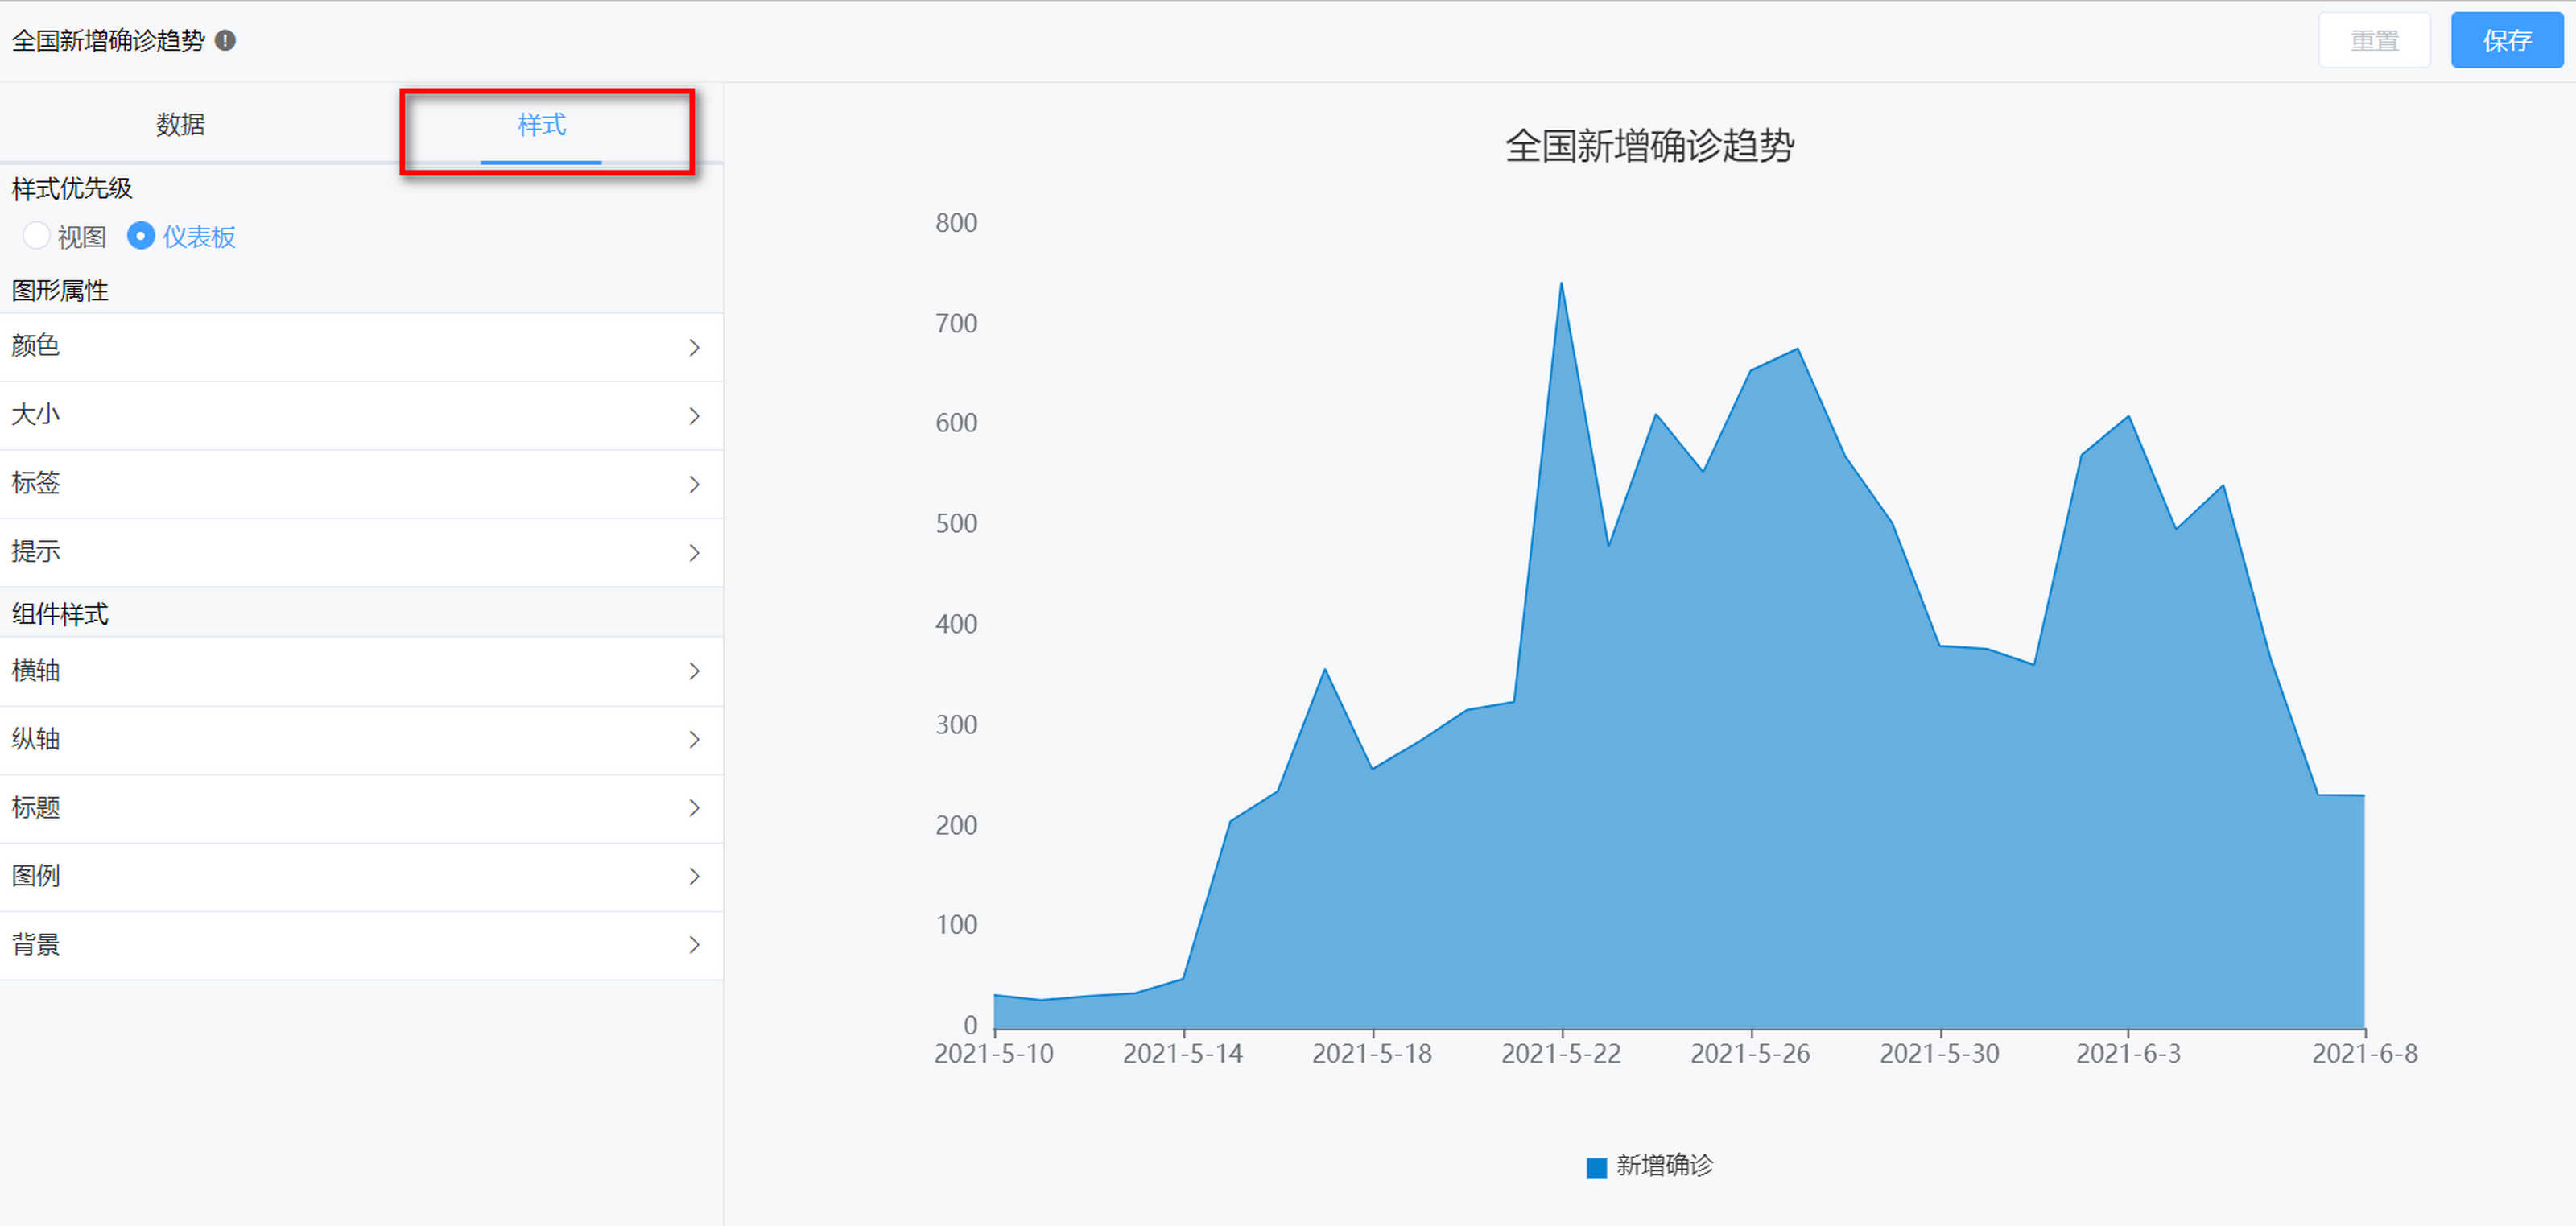 全国新增确诊趋势
重置
保存
数据
样式
样式优先级
视图
仪表板
图形属性
颜色
大小
标签
提示
组件样式
横轴
纵轴
标题
图例
背景
全国新增确诊趋势
800
700
600
500
400
300
200
100
0
2021-5-10 2021-5-14 2021-5-18 2021-5-22 2021-5-26 2021-5-30 2021-6-3 2021-6-8
新增确诊